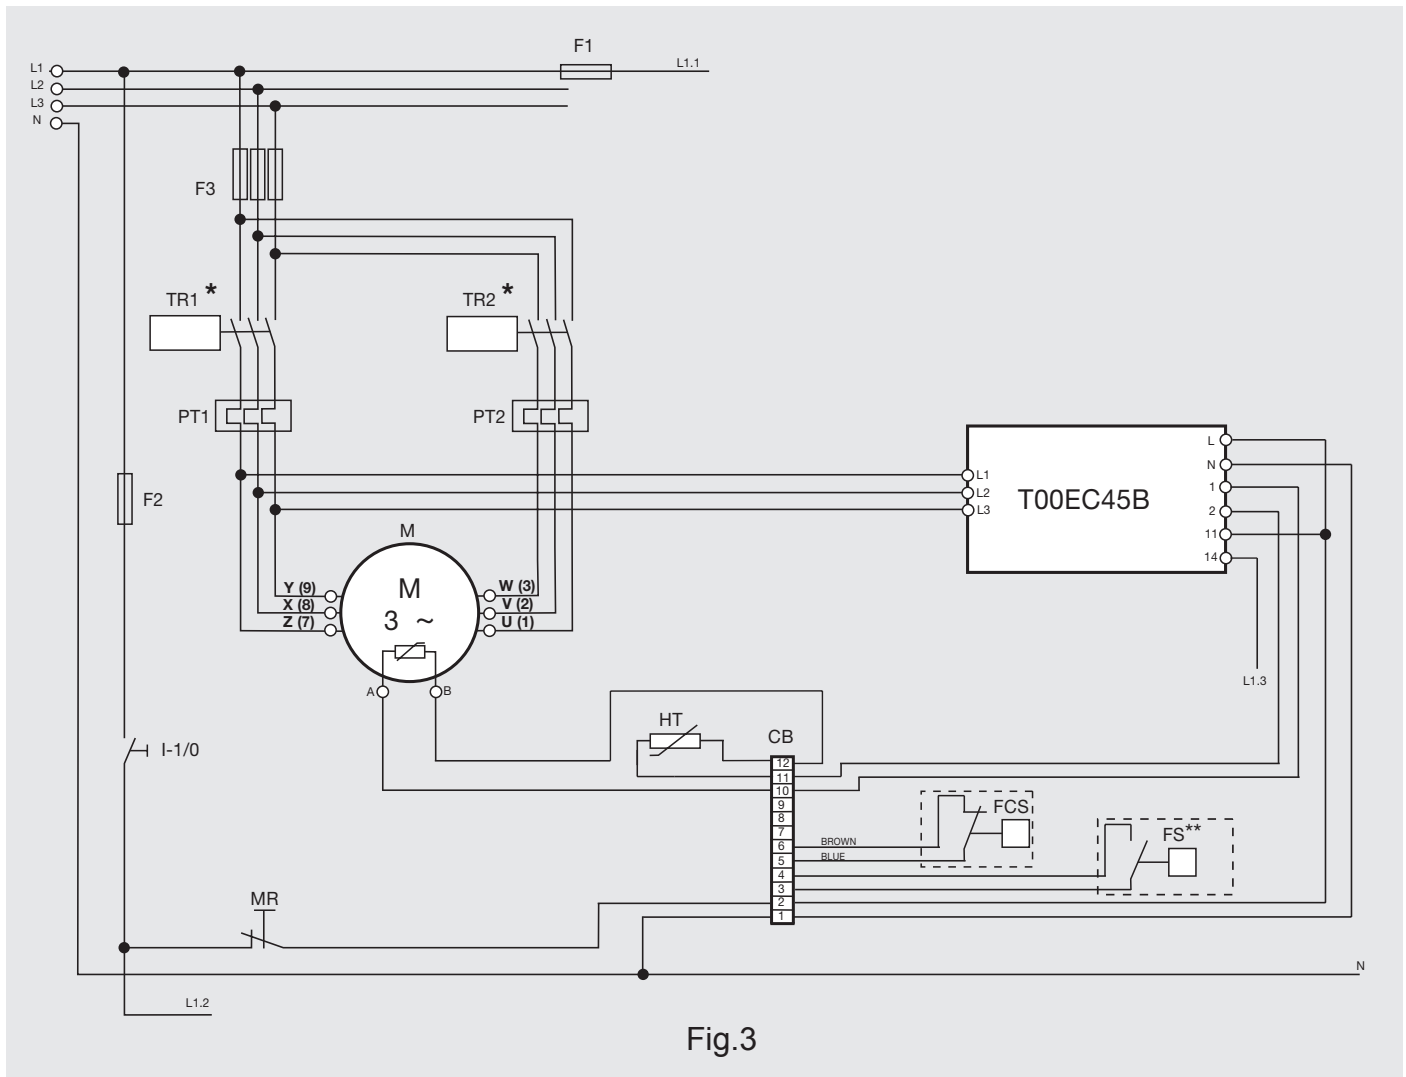 F1
L1
L1.1
L2
L3
N
F3
TR1 *
TR2 *
PT1
PT2
F2
T00EC45B
L1
L2
L3
L
N
1
2
11
14
L1.3
M
M
3 ~
Y (9)
X (8)
Z (7)
W (3)
V (2)
U (1)
A
B
I-1/0
HT
CB
12
11
10
9
8
7
6
5
4
3
2
1
BROWN
BLUE
FCS
FS**
MR
N
L1.2
Fig.3